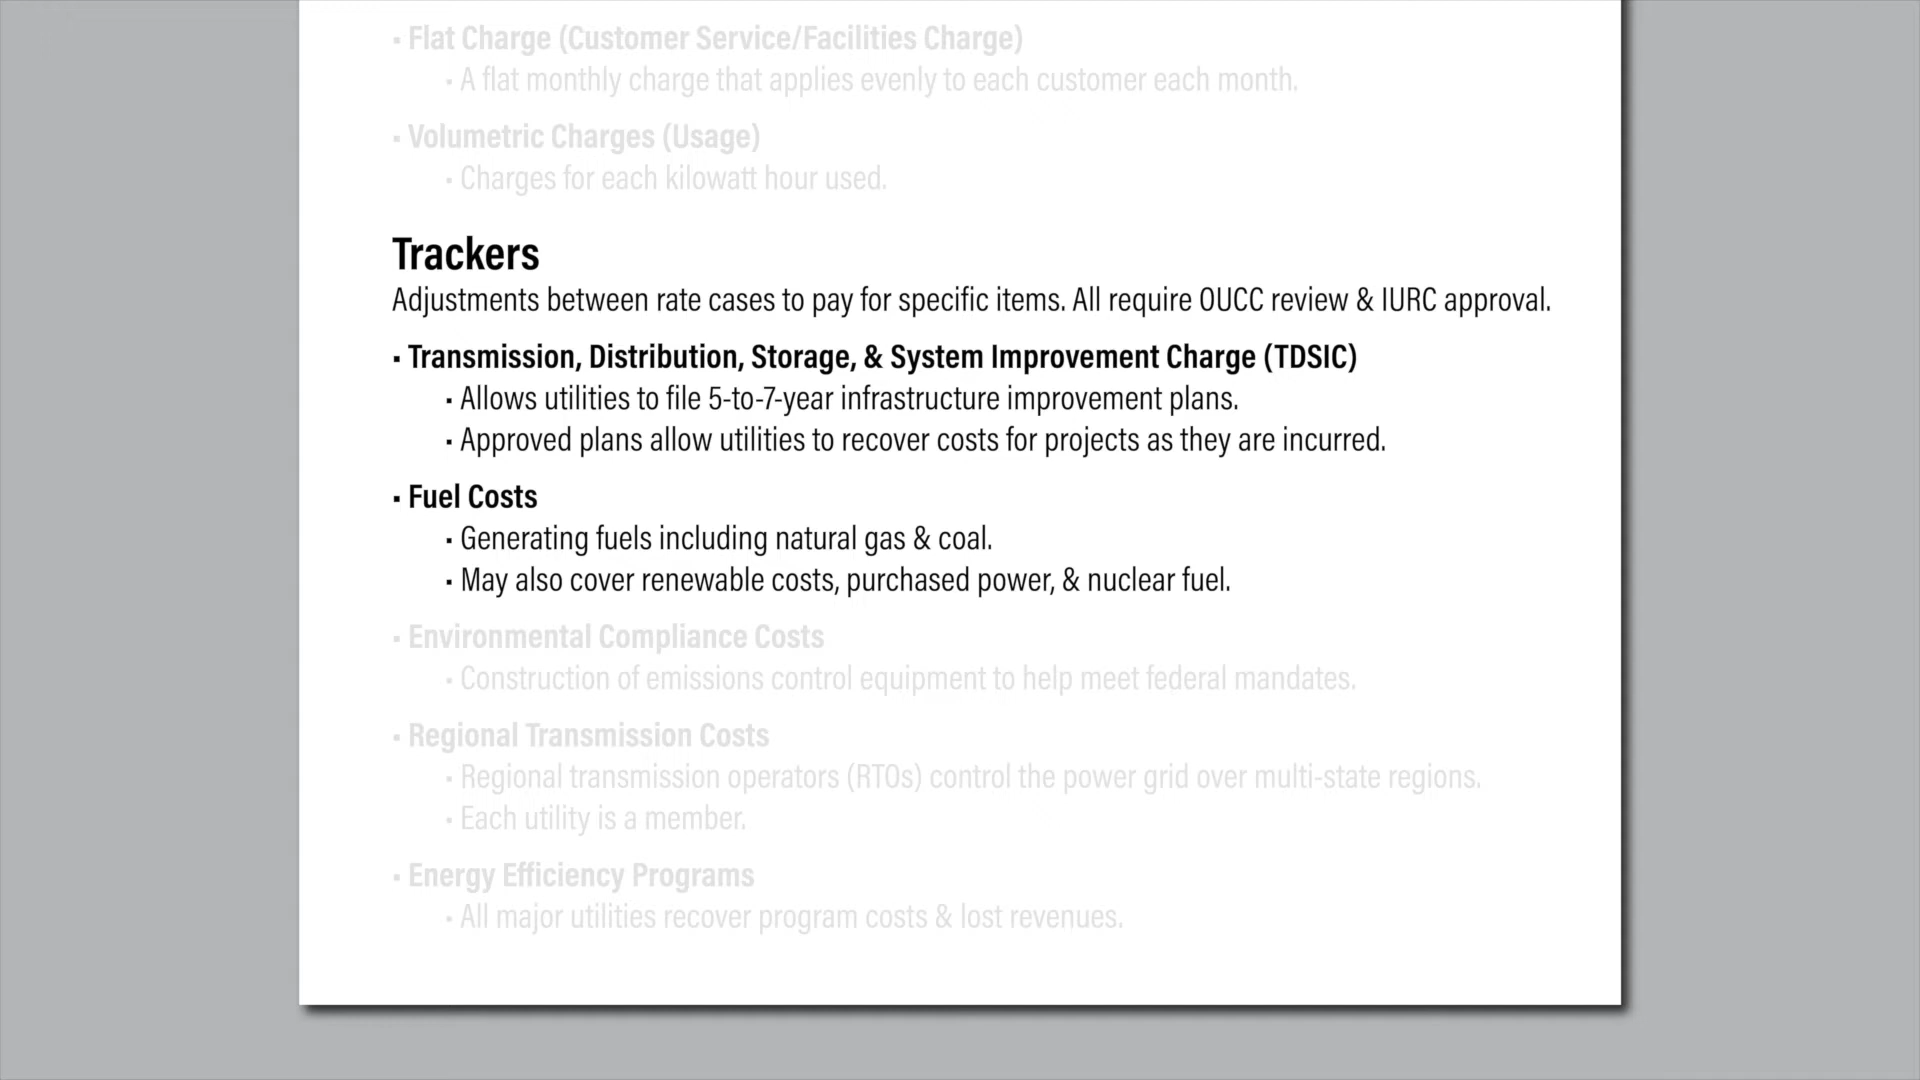 ▪ Flat Charge (Customer Service/Facilities Charge)
▪ A flat monthly charge that applies evenly to each customer each month.
▪ Volumetric Charges (Usage)
▪ Charges for each kilowatt hour used.
Trackers
Adjustments between rate cases to pay for specific items. All require OUCC review & IURC approval.
▪ Transmission, Distribution, Storage, & System Improvement Charge (TDSIC)
▪ Allows utilities to file 5-to-7-year infrastructure improvement plans.
▪ Approved plans allow utilities to recover costs for projects as they are incurred.
▪ Fuel Costs
▪ Generating fuels including natural gas & coal.
▪ May also cover renewable costs, purchased power, & nuclear fuel.
▪ Environmental Compliance Costs
▪ Construction of emissions control equipment to help meet federal mandates.
▪ Regional Transmission Costs
▪ Regional transmission operators (RTOs) control the power grid over multi-state regions.
▪ Each utility is a member.
▪ Energy Efficiency Programs
▪ All major utilities recover program costs & lost revenues.